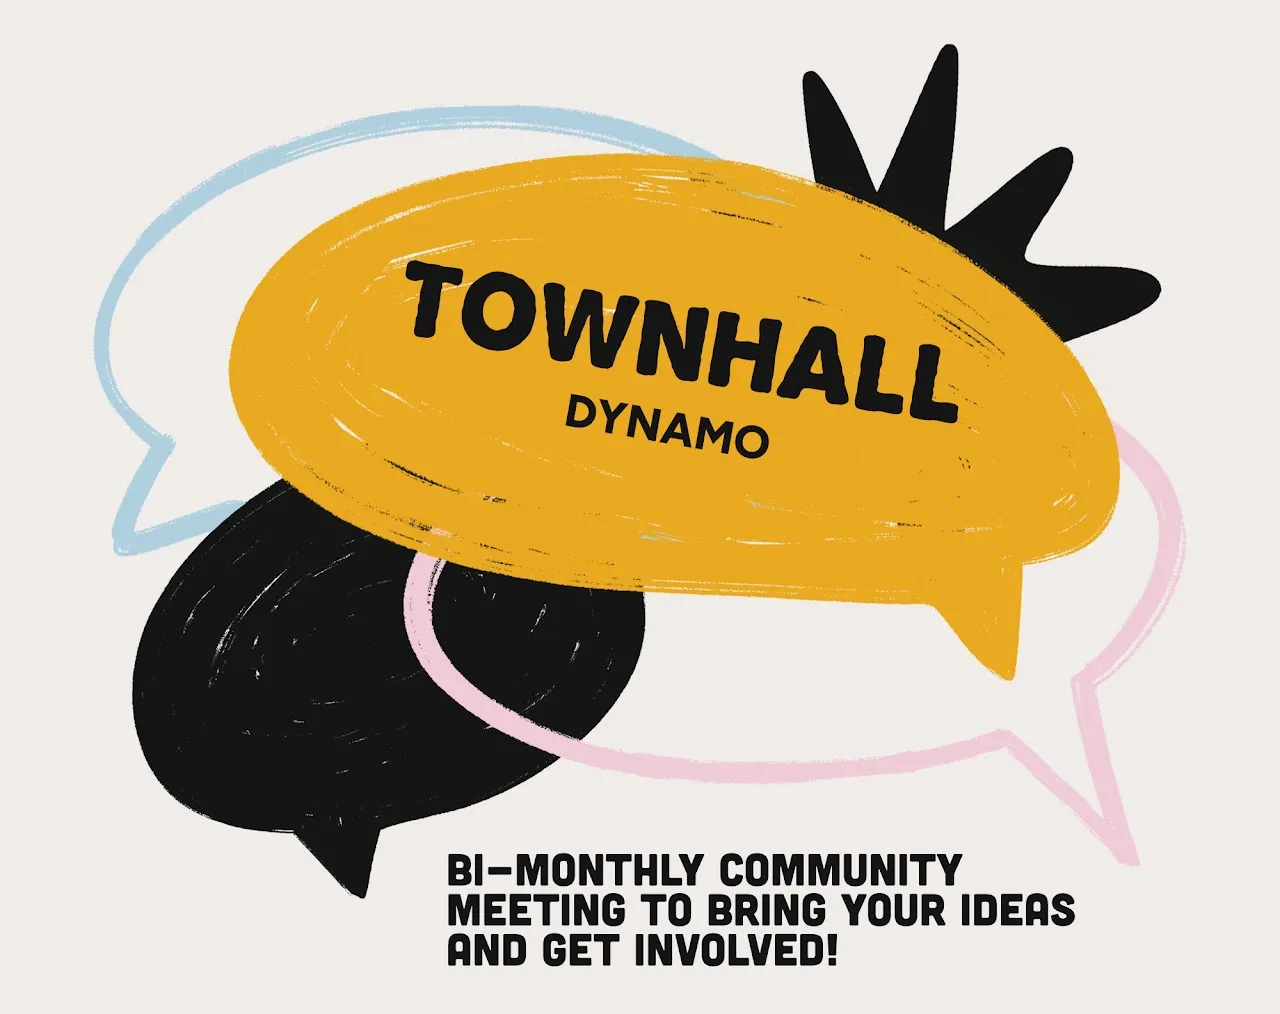 TOWNHALL
DYNAMO
BI-MONTHLY COMMUNITY
MEETING TO BRING YOUR IDEAS
AND GET INVOLVED!